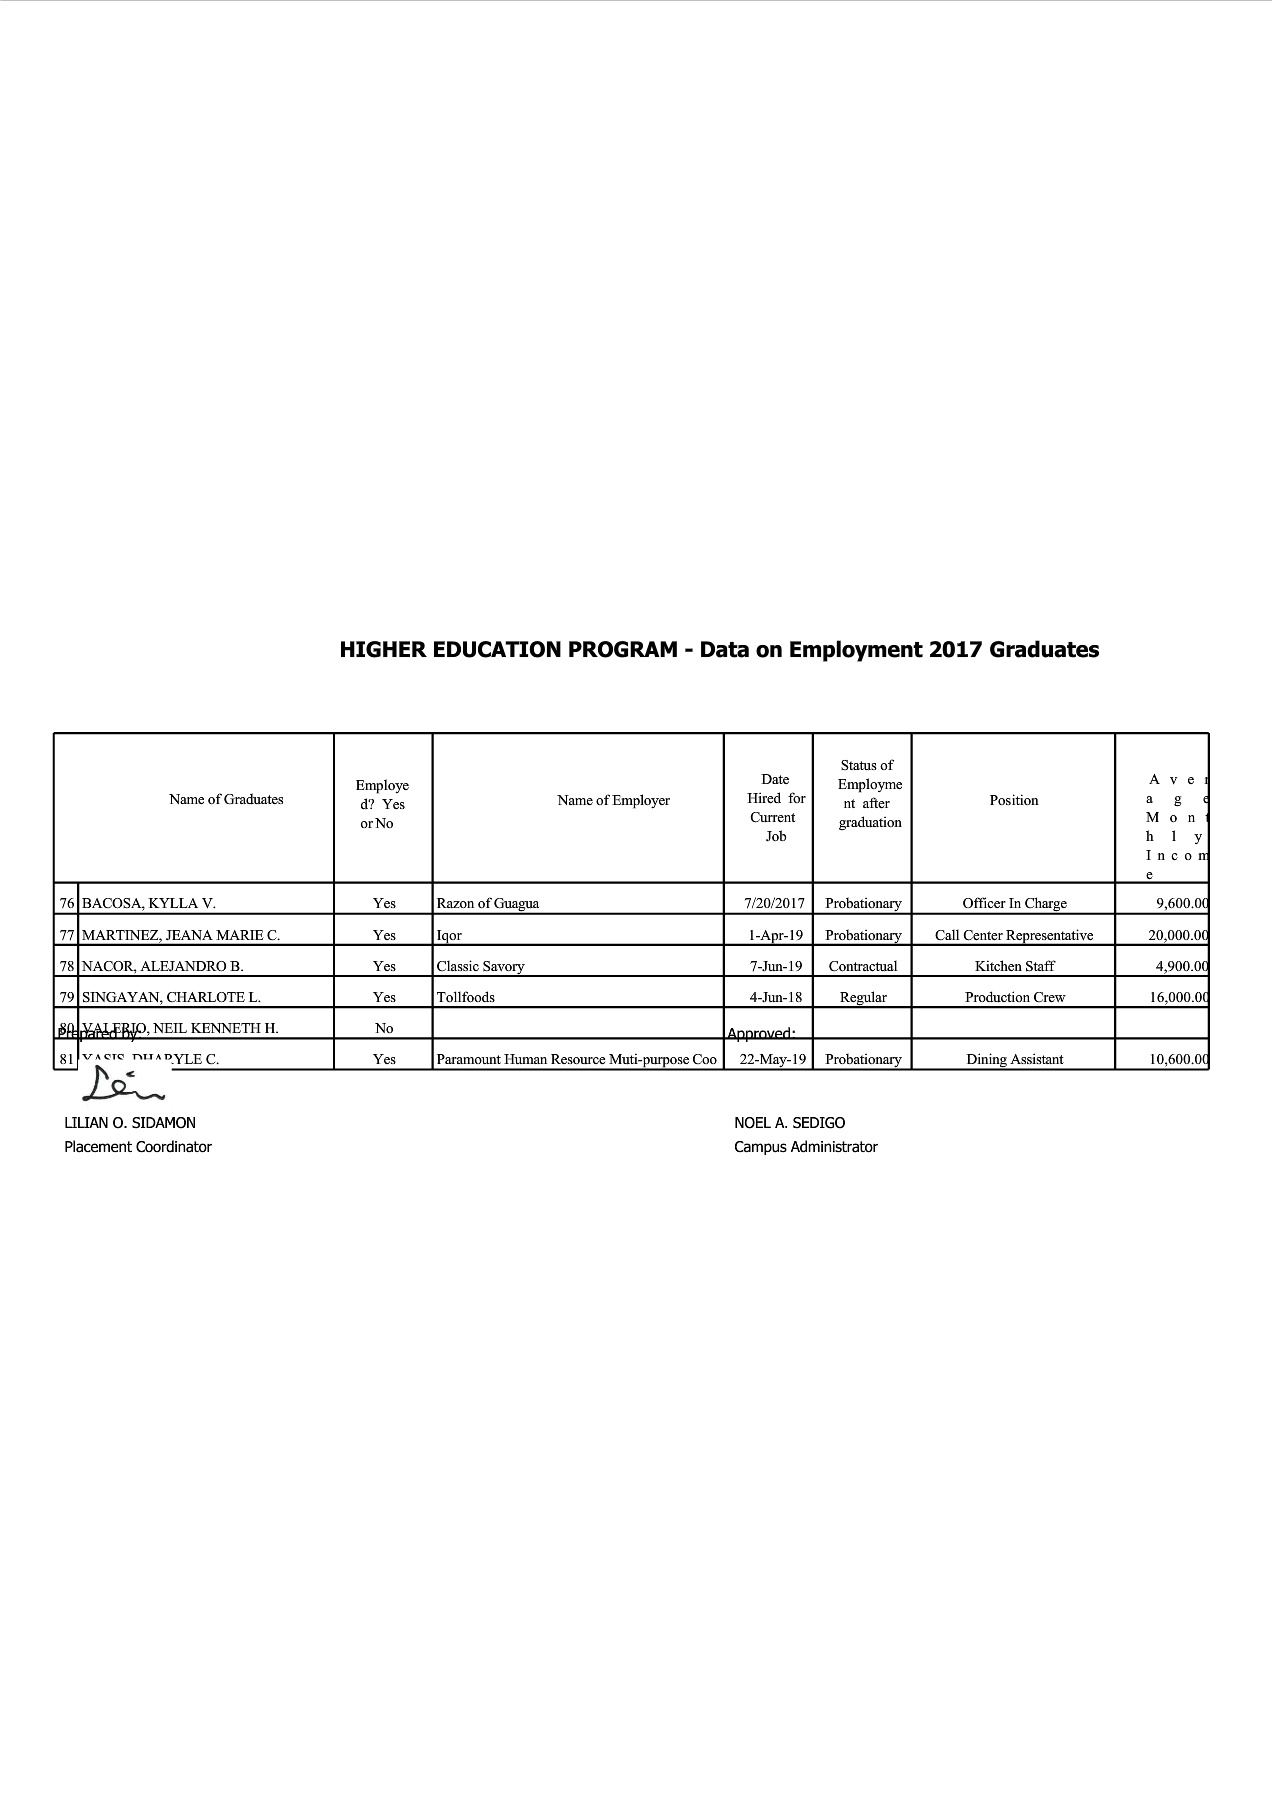 HIGHER EDUCATION PROGRAM - Data on Employment 2017 Graduates
Name of Graduates
Employe
d? Yes
or No
Name of Employer
Date
Hired for
Current
Job
Status of
Employme
nt after
graduation
Position
A v e r
a g e
M o n t
h l y
I n c o m
e
76 BACOSA, KYLLA V. Yes Razon of Guagua 7/20/2017 Probationary Officer In Charge 9,600.00
77 MARTINEZ, JEANA MARIE C. Yes Iqor 1-Apr-19 Probationary Call Center Representative 20,000.00
78 NACOR, ALEJANDRO B. Yes Classic Savory 7-Jun-19 Contractual Kitchen Staff 4,900.00
79 SINGAYAN, CHARLOTE L. Yes Tollfoods 4-Jun-18 Regular Production Crew 16,000.00
80 VALERIO, NEIL KENNETH H. No
Prepared by: Approved:
81 YASIS, DHARYLE C. Yes Paramount Human Resource Muti-purpose Coo 22-May-19 Probationary Dining Assistant 10,600.00
LILIAN O. SIDAMON NOEL A. SEDIGO
Placement Coordinator Campus Administrator